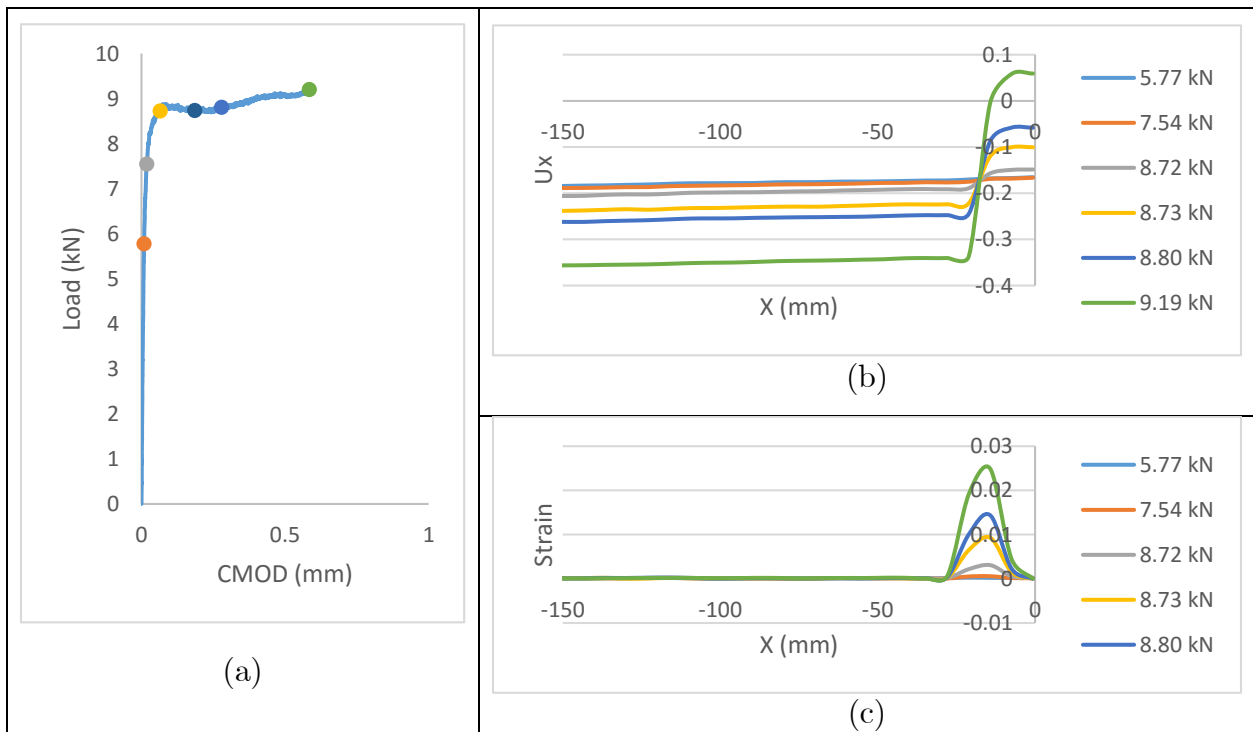 10
9
8
7
6
5
4
3
2
1
0
Load (kN)
0
0.5
1
CMOD (mm)
(a)
0.1
0
-0.1
-0.2
-0.3
-0.4
-150
-100
-50
0
Ux
X (mm)
5.77 kN
7.54 kN
8.72 kN
8.73 kN
8.80 kN
9.19 kN
(b)
0.03
0.02
0.01
0
-0.01
-150
-100
-50
0
Strain
X (mm)
5.77 kN
7.54 kN
8.72 kN
8.73 kN
8.80 kN
(c)